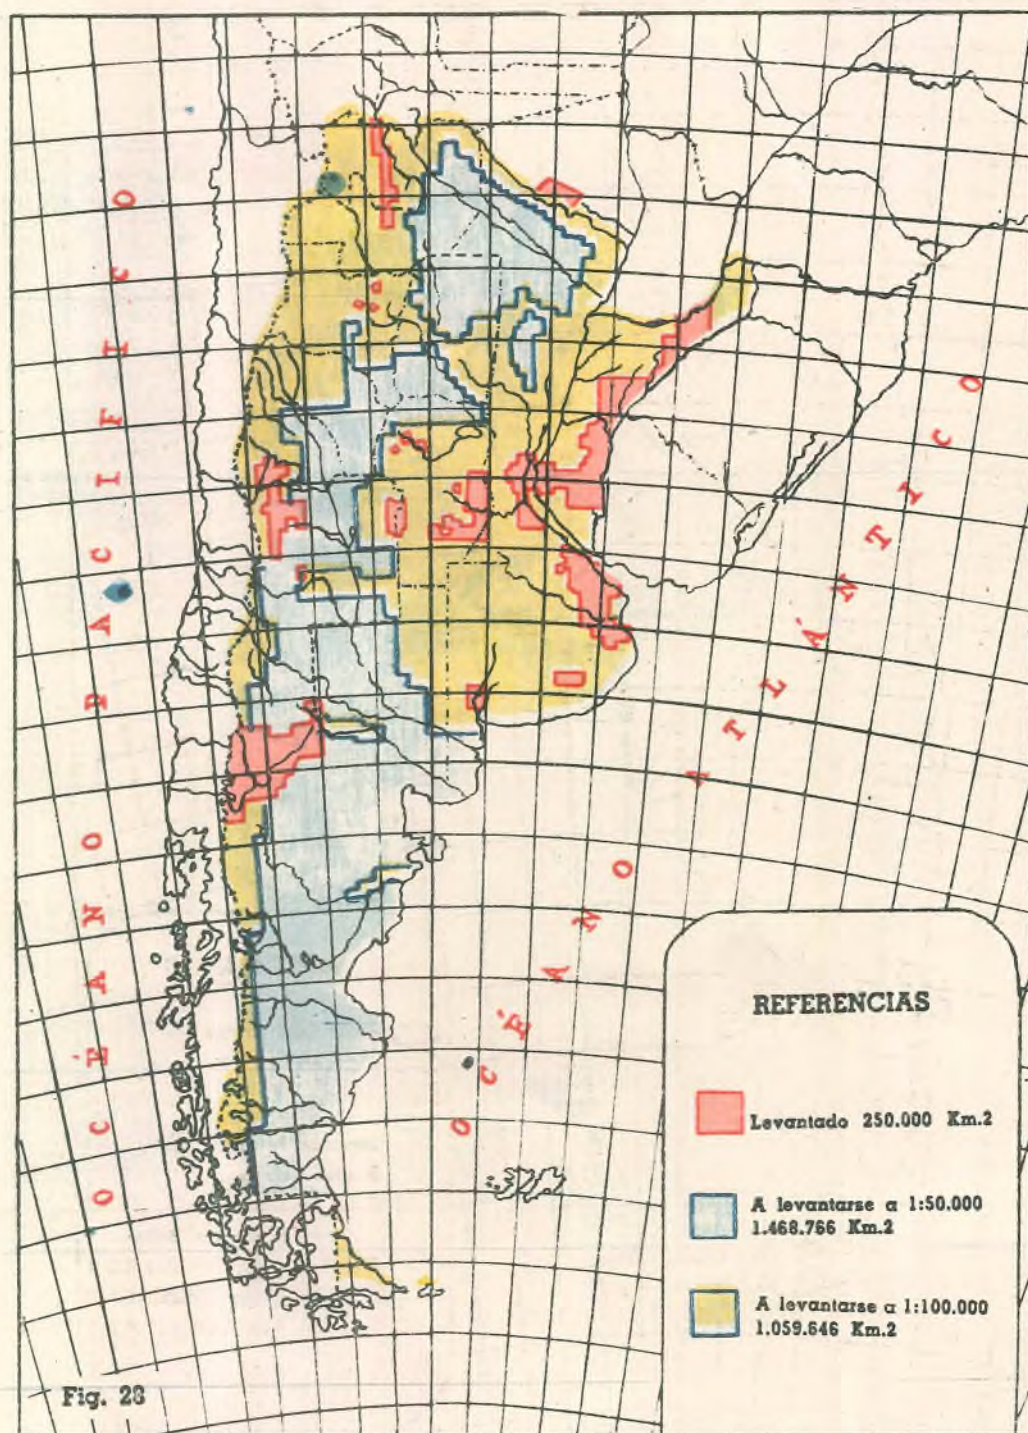 OCÉANO PACÍFICO
OCÉANO ATLÁNTICO
REFERENCIAS
Levantado 250.000 Km.2
A levantarse a 1:50.000
1.468.766 Km.2
A levantarse a 1:100.000
1.059.646 Km.2
Fig. 28